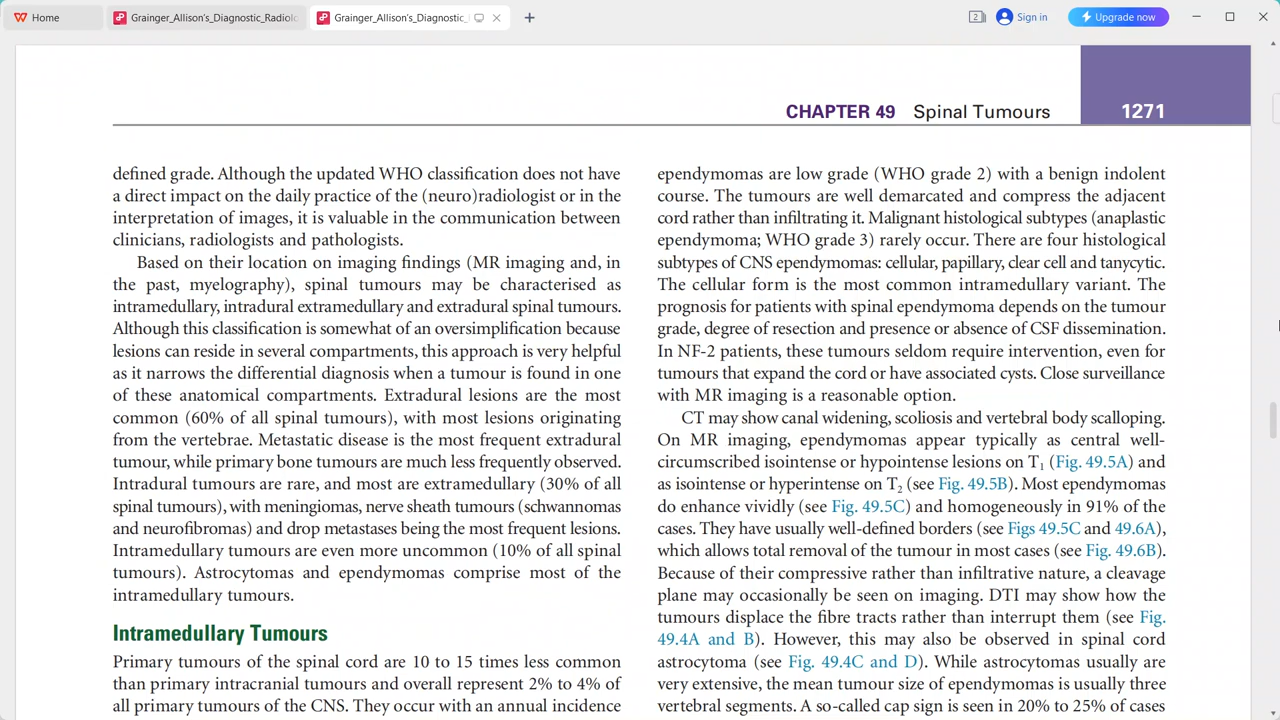 Home
Grainger_Allison's_Diagnostic_Radiolo
Grainger_Allison's_Diagnostic_
2
Sign in
Upgrade now
CHAPTER 49 Spinal Tumours
1271
defined grade. Although the updated WHO classification does not have
a direct impact on the daily practice of the (neuro)radiologist or in the
interpretation of images, it is valuable in the communication between
clinicians, radiologists and pathologists.
Based on their location on imaging findings (MR imaging and, in
the past, myelography), spinal tumours may be characterised as
intramedullary, intradural extramedullary and extradural spinal tumours.
Although this classification is somewhat of an oversimplification because
lesions can reside in several compartments, this approach is very helpful
as it narrows the differential diagnosis when a tumour is found in one
of these anatomical compartments. Extradural lesions are the most
common (60% of all spinal tumours), with most lesions originating
from the vertebrae. Metastatic disease is the most frequent extradural
tumour, while primary bone tumours are much less frequently observed.
Intradural tumours are rare, and most are extramedullary (30% of all
spinal tumours), with meningiomas, nerve sheath tumours (schwannomas
and neurofibromas) and drop metastases being the most frequent lesions.
Intramedullary tumours are even more uncommon (10% of all spinal
tumours). Astrocytomas and ependymomas comprise most of the
intramedullary tumours.
Intramedullary Tumours
Primary tumours of the spinal cord are 10 to 15 times less common
than primary intracranial tumours and overall represent 2% to 4% of
all primary tumours of the CNS. They occur with an annual incidence
ependymomas are low grade (WHO grade 2) with a benign indolent
course. The tumours are well demarcated and compress the adjacent
cord rather than infiltrating it. Malignant histological subtypes (anaplastic
ependymoma; WHO grade 3) rarely occur. There are four histological
subtypes of CNS ependymomas: cellular, papillary, clear cell and tanycytic.
The cellular form is the most common intramedullary variant. The
prognosis for patients with spinal ependymoma depends on the tumour
grade, degree of resection and presence or absence of CSF dissemination.
In NF-2 patients, these tumours seldom require intervention, even for
tumours that expand the cord or have associated cysts. Close surveillance
with MR imaging is a reasonable option.
CT may show canal widening, scoliosis and vertebral body scalloping.
On MR imaging, ependymomas appear typically as central well-
circumscribed isointense or hypointense lesions on T1 (Fig. 49.5A) and
as isointense or hyperintense on T2 (see Fig. 49.5B). Most ependymomas
do enhance vividly (see Fig. 49.5C) and homogeneously in 91% of the
cases. They have usually well-defined borders (see Figs 49.5C and 49.6A),
which allows total removal of the tumour in most cases (see Fig. 49.6B).
Because of their compressive rather than infiltrative nature, a cleavage
plane may occasionally be seen on imaging. DTI may show how the
tumours displace the fibre tracts rather than interrupt them (see Fig.
49.4A and B). However, this may also be observed in spinal cord
astrocytoma (see Fig. 49.4C and D). While astrocytomas usually are
very extensive, the mean tumour size of ependymomas is usually three
vertebral segments. A so-called cap sign is seen in 20% to 25% of cases